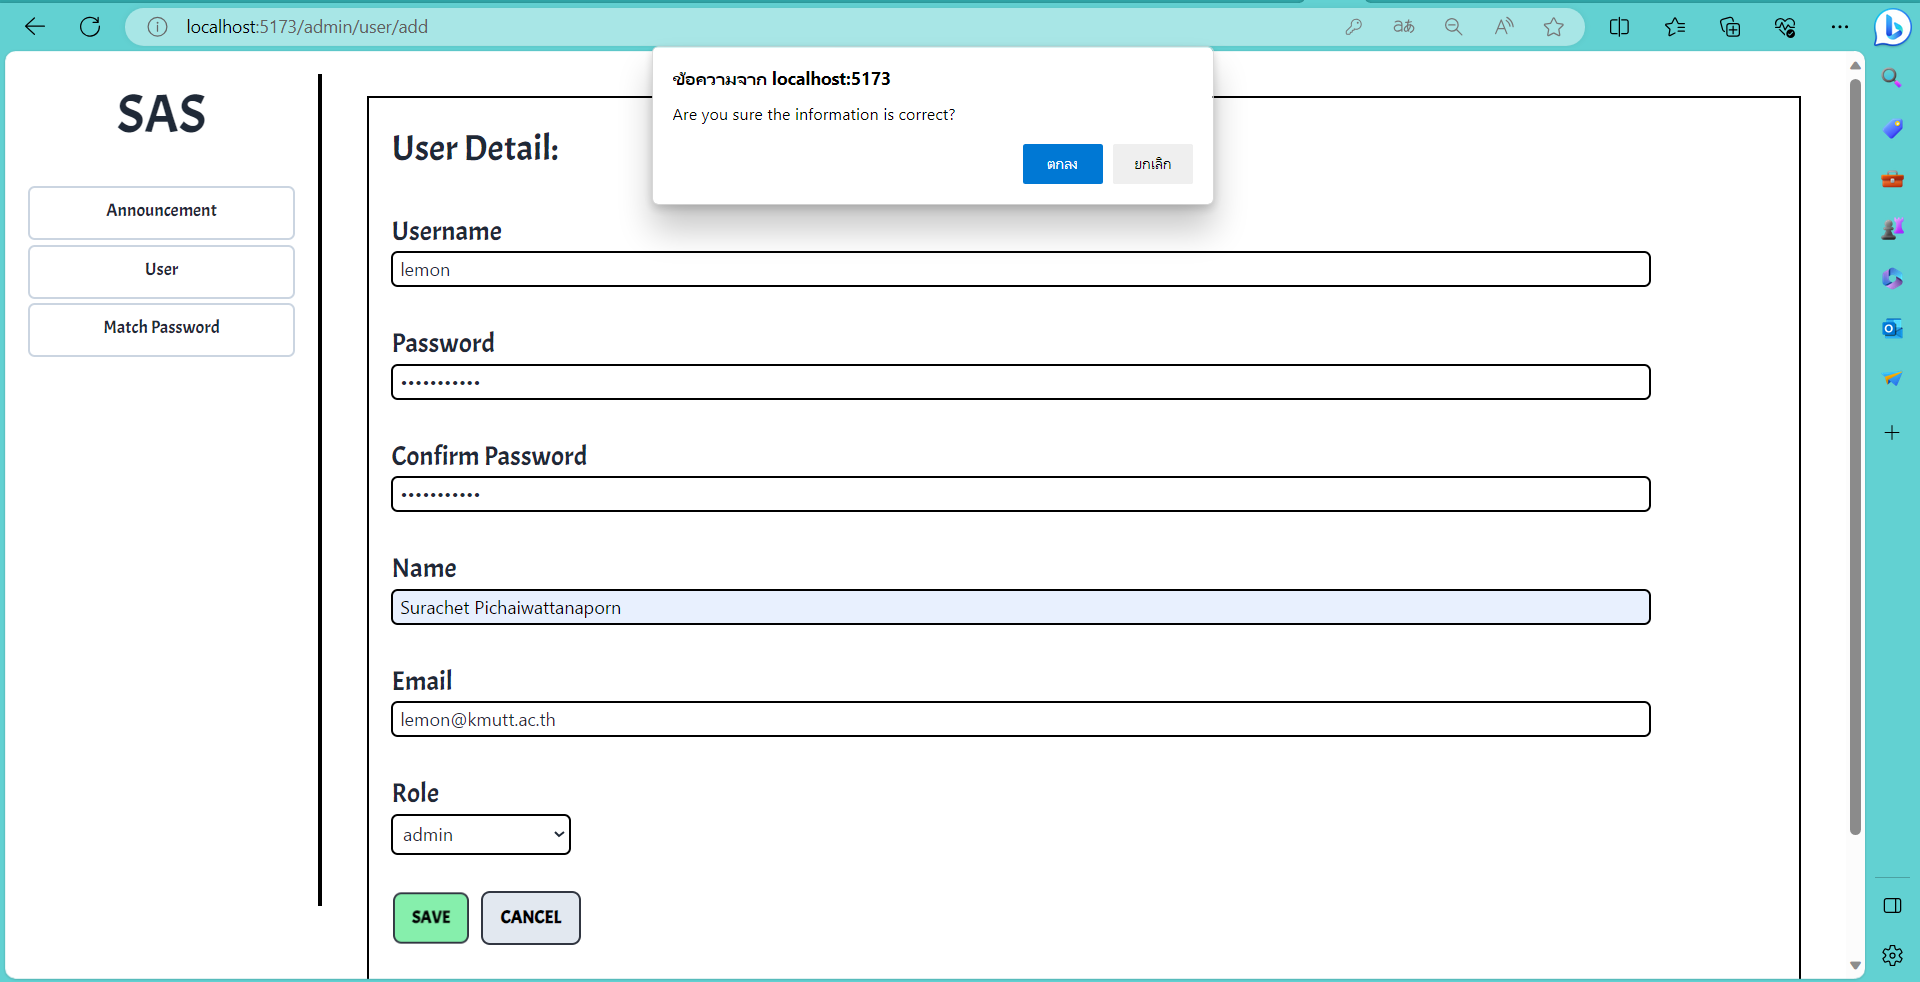 localhost:5173/admin/user/add
ข้อความจาก localhost:5173
Are you sure the information is correct?
ตกลง
ยกเลิก
SAS
Announcement
User
Match Password
User Detail:
Username
lemon
Password
•••••••••••
Confirm Password
•••••••••••
Name
Surachet Pichaiwattanaporn
Email
lemon@kmutt.ac.th
Role
admin
SAVE
CANCEL